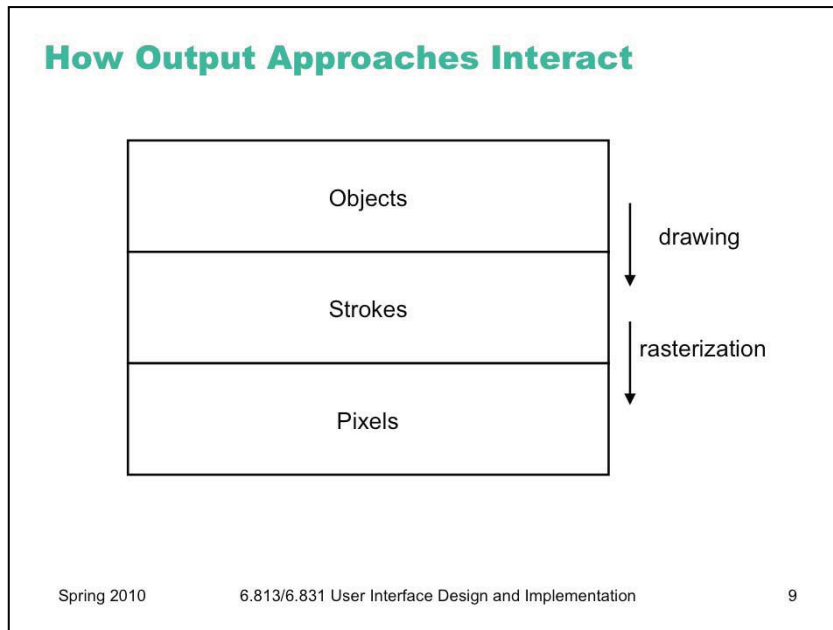 How Output Approaches Interact
Objects
drawing
Strokes
rasterization
Pixels
Spring 2010
6.813/6.831 User Interface Design and Implementation
9